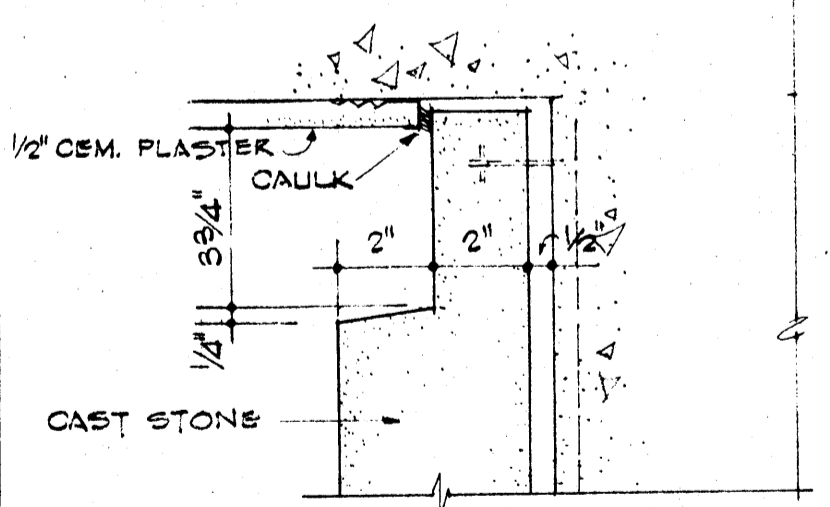 1/2" CEM. PLASTER
CAULK
3 3/4"
2"
2"
1/2"
1/4"
CAST STONE